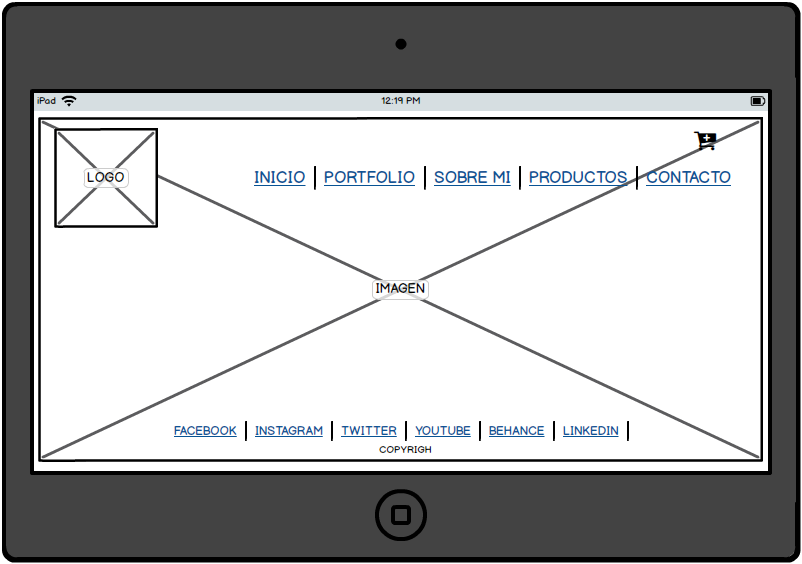 iPad 12:19 PM
LOGO
INICIO PORTFOLIO SOBRE MI PRODUCTOS CONTACTO
IMAGEN
FACEBOOK INSTAGRAM TWITTER YOUTUBE BEHANCE LINKEDIN
COPYRIGH